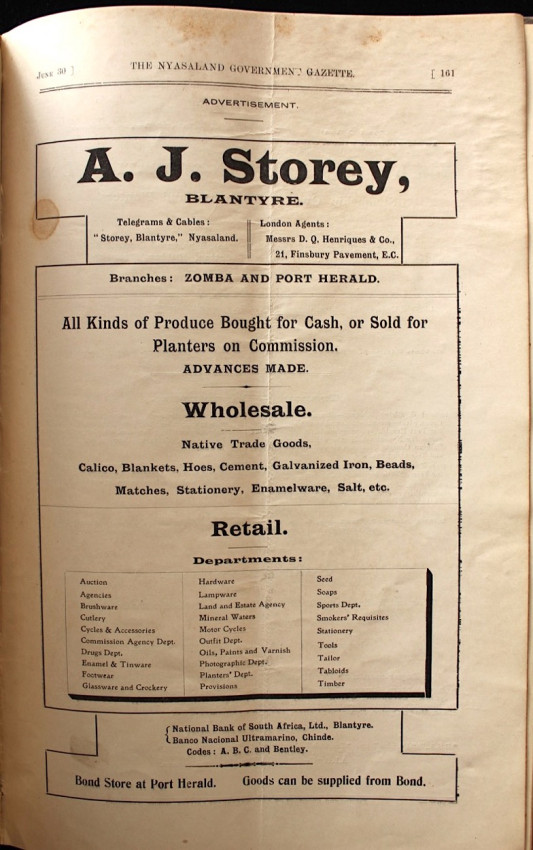 June 30 ]
THE NYASALAND GOVERNMENT GAZETTE.
[ 161
ADVERTISEMENT.
A. J. Storey,
BLANTYRE.
Telegrams & Cables :
"Storey, Blantyre," Nyasaland.
London Agents :
Messrs D. Q. Henriques & Co.,
21, Finsbury Pavement, E.C.
Branches: ZOMBA AND PORT HERALD.
All Kinds of Produce Bought for Cash, or Sold for
Planters on Commission.
ADVANCES MADE.
Wholesale.
Native Trade Goods,
Calico, Blankets, Hoes, Cement, Galvanized Iron, Beads,
Matches, Stationery, Enamelware, Salt, etc.
Retail.
Departments:
Auction
Agencies
Brushware
Cutlery
Cycles & Accessories
Commission Agency Dept.
Drugs Dept.
Enamel & Tinware
Footwear
Glassware and Crockery
Hardware
Lampware
Land and Estate Agency
Mineral Waters
Motor Cycles
Outfit Dept.
Oils, Paints and Varnish
Photographic Dept.
Planters' Dept.
Provisions
Seed
Soaps
Sports Dept.
Smokers' Requisites
Stationery
Tools
Tailor
Tabloids
Timber
National Bank of South Africa, Ltd., Blantyre.
Banco Nacional Ultramarino, Chinde.
Codes : A. B. C. and Bentley.
Bond Store at Port Herald. Goods can be supplied from Bond.